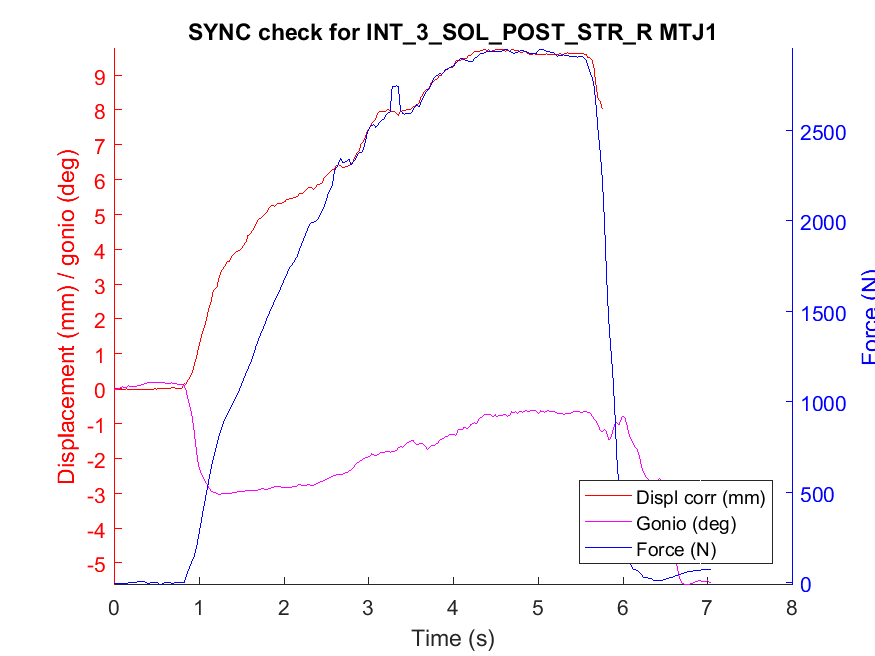 SYNC check for INT_3_SOL_POST_STR_R MTJ1
Displacement (mm) / gonio (deg)
9
8
7
6
5
4
3
2
1
0
-1
-2
-3
-4
-5
2500
2000
1500
1000
500
0
Force (N)
Displ corr (mm)
Gonio (deg)
Force (N)
0 1 2 3 4 5 6 7 8
Time (s)